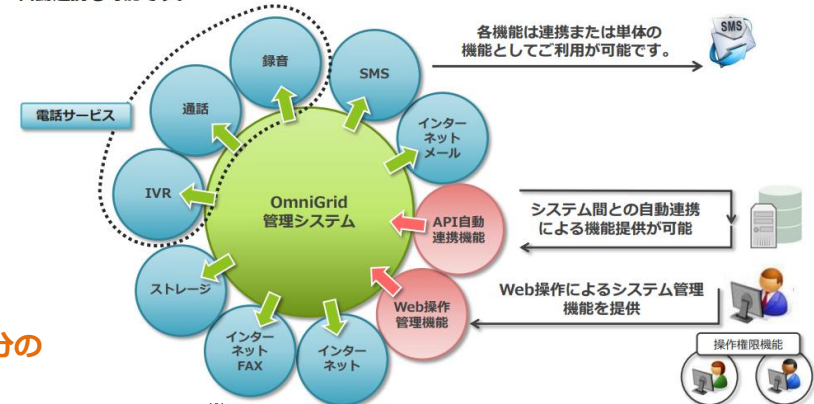 各機能は連携または単体の
機能としてご利用が可能です。
SMS
録音
SMS
電話サービス
通話
インター
ネット
メール
IVR
OmniGrid
管理システム
API自動
連携機能
システム間との自動連携
による機能提供が可能
ストレージ
Web操作
管理機能
Web操作によるシステム管理
機能を提供
分の
インター
ネット
FAX
インター
ネット
操作権限機能